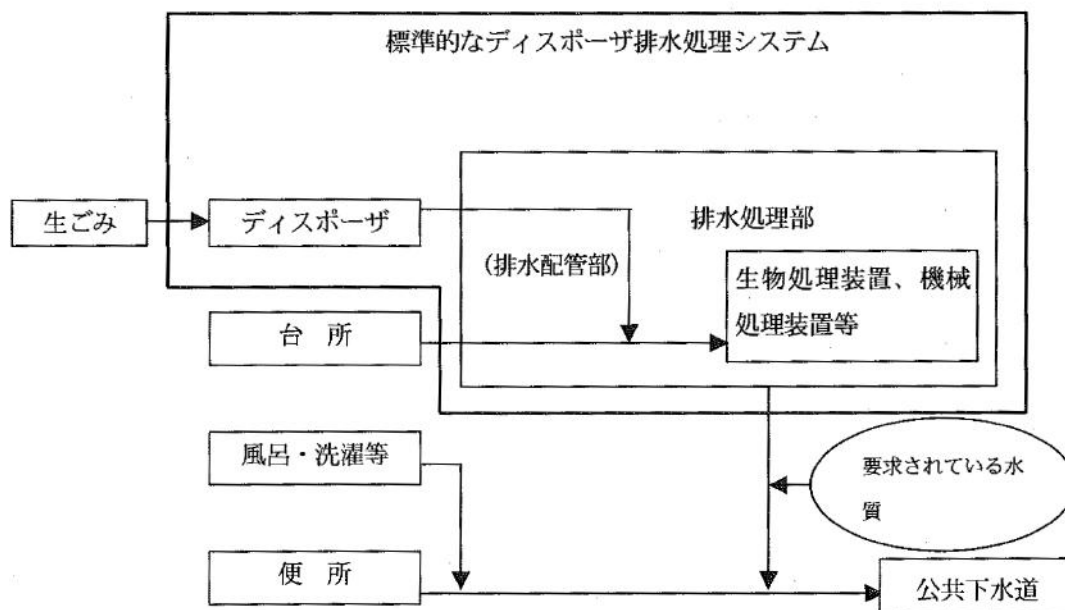 標準的なディスポーザ排水処理システム
生ごみ
ディスポーザ
排水処理部
(排水配管部)
生物処理装置、機械
処理装置等
台 所
風呂・洗濯等
要求されている水
質
便 所
公共下水道